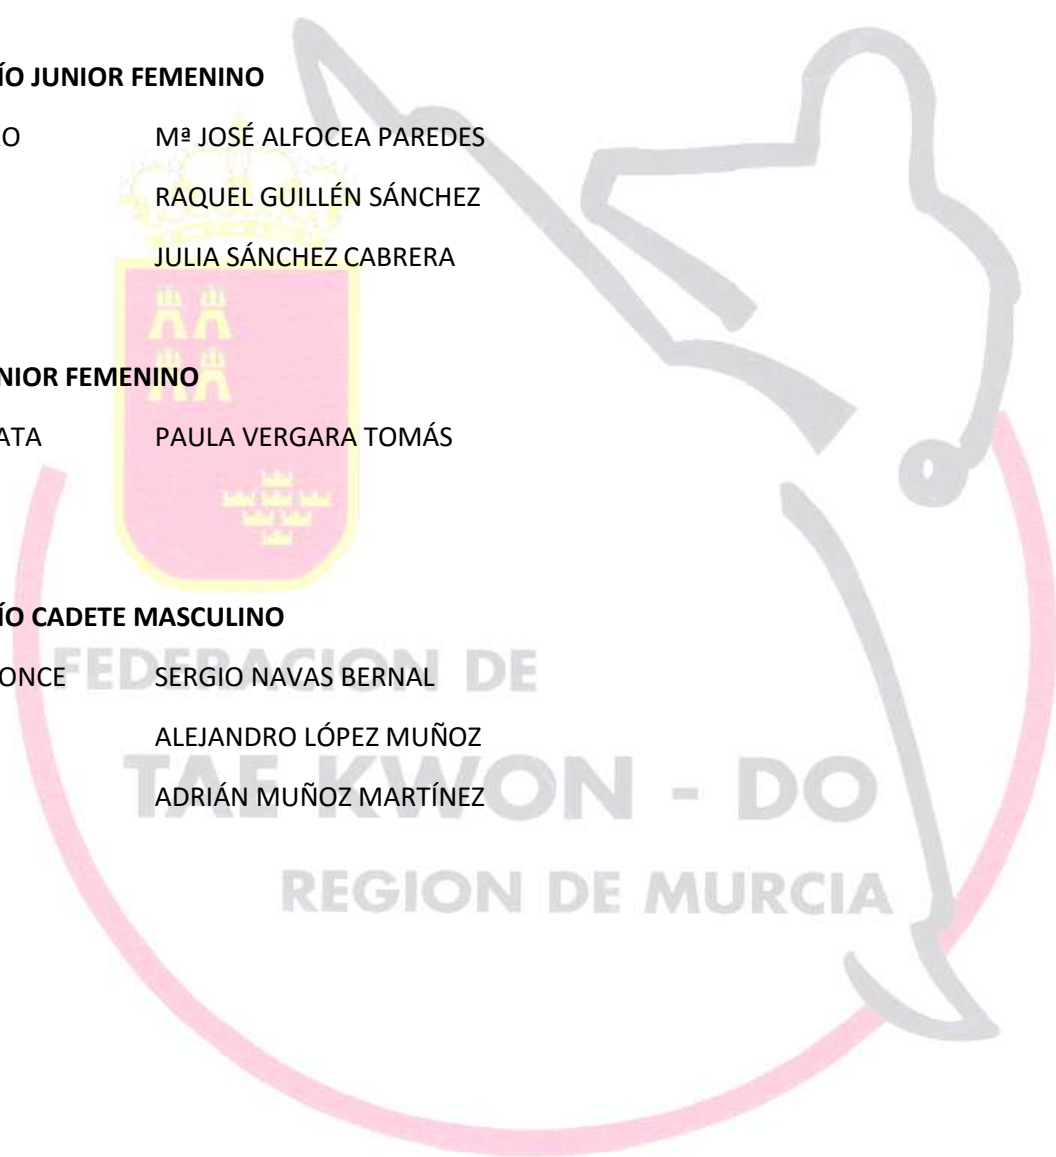 ÍO JUNIOR FEMENINO
O Mª JOSÉ ALFOCEA PAREDES
RAQUEL GUILLÉN SÁNCHEZ
JULIA SÁNCHEZ CABRERA
NIOR FEMENINO
ATA PAULA VERGARA TOMÁS
ÍO CADETE MASCULINO
ONCE SERGIO NAVAS BERNAL
FEDERACION DE
ALEJANDRO LÓPEZ MUÑOZ
TAE KWON - DO
ADRIÁN MUÑOZ MARTÍNEZ
REGION DE MURCIA